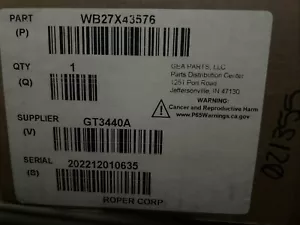 PART
(P)
WB27X43576
QTY
(Q)
1
GEA PARTS, LLC
Parts Distribution Center
1251 Port Road
Jeffersonville, IN 47130
WARNING:
Cancer and Reproductive Harm
www.P65Warnings.ca.gov
SUPPLIER
(V)
GT3440A
SERIAL
(B)
202212010635
ROPER CORP